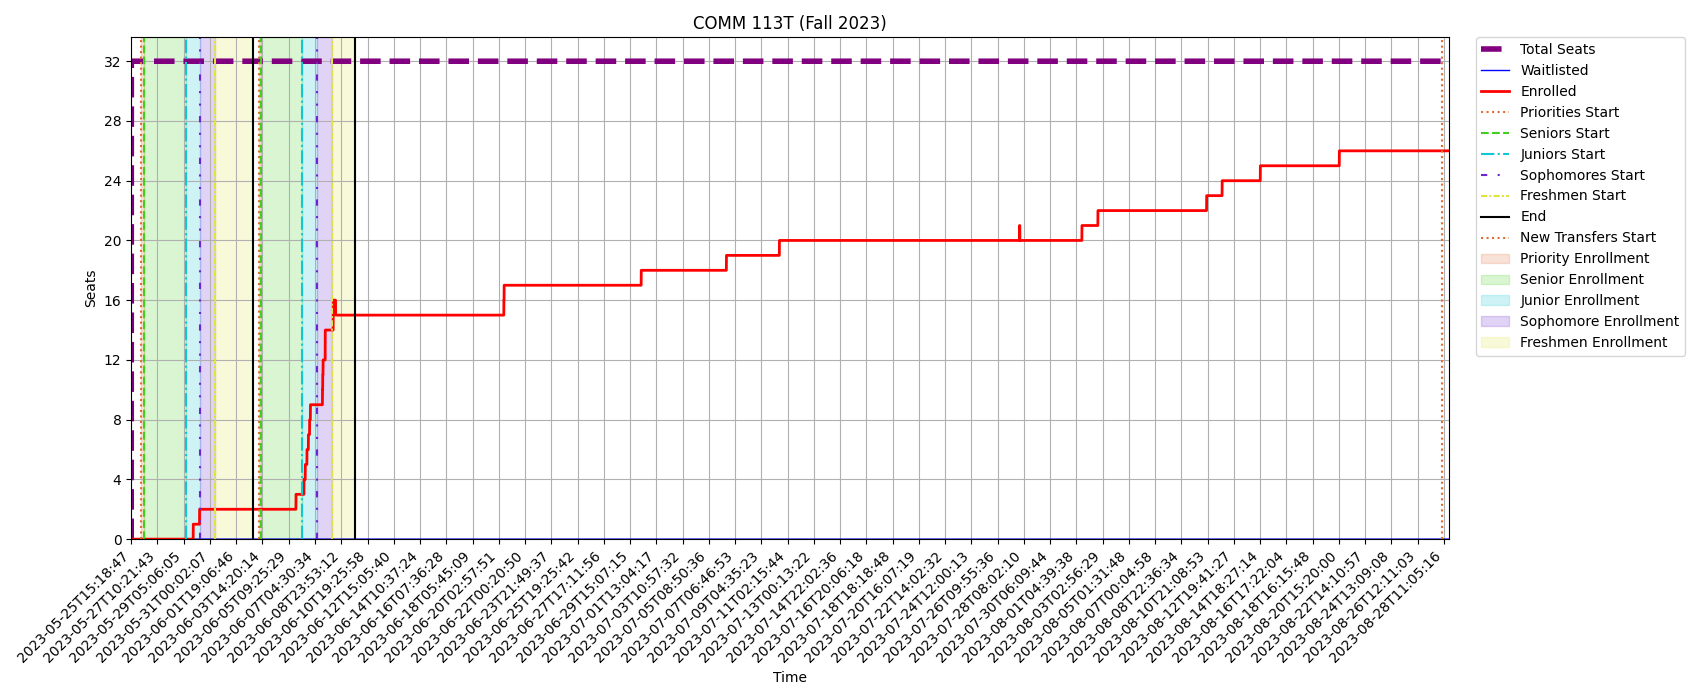 COMM 113T (Fall 2023)
Seats
32
28
24
20
16
12
8
4
0
2023-05-25T15:18:47
2023-05-27T10:21:43
2023-05-29T05:06:05
2023-05-31T00:02:07
2023-06-01T19:06:46
2023-06-03T14:20:14
2023-06-05T09:25:29
2023-06-07T04:30:34
2023-06-08T23:53:12
2023-06-10T19:25:58
2023-06-12T15:05:40
2023-06-14T10:37:24
2023-06-16T07:36:28
2023-06-18T05:45:09
2023-06-20T02:57:51
2023-06-22T00:20:50
2023-06-23T21:49:37
2023-06-25T19:25:42
2023-06-27T17:11:56
2023-06-29T15:07:15
2023-07-01T13:04:17
2023-07-03T10:57:32
2023-07-05T08:50:36
2023-07-07T06:46:53
2023-07-09T04:35:23
2023-07-11T02:15:44
2023-07-13T00:13:22
2023-07-14T22:02:36
2023-07-16T20:06:18
2023-07-18T18:18:48
2023-07-20T16:07:19
2023-07-22T14:02:32
2023-07-24T12:00:13
2023-07-26T09:55:36
2023-07-28T08:02:10
2023-07-30T06:09:44
2023-08-01T04:39:38
2023-08-03T02:56:29
2023-08-05T01:31:48
2023-08-07T00:04:58
2023-08-08T22:36:34
2023-08-10T21:08:53
2023-08-12T19:41:27
2023-08-14T18:27:14
2023-08-16T17:22:04
2023-08-18T16:15:48
2023-08-20T15:20:00
2023-08-22T14:10:57
2023-08-24T13:09:08
2023-08-26T12:11:03
2023-08-28T11:05:16
Time
Total Seats
Waitlisted
Enrolled
Priorities Start
Seniors Start
Juniors Start
Sophomores Start
Freshmen Start
End
New Transfers Start
Priority Enrollment
Senior Enrollment
Junior Enrollment
Sophomore Enrollment
Freshmen Enrollment